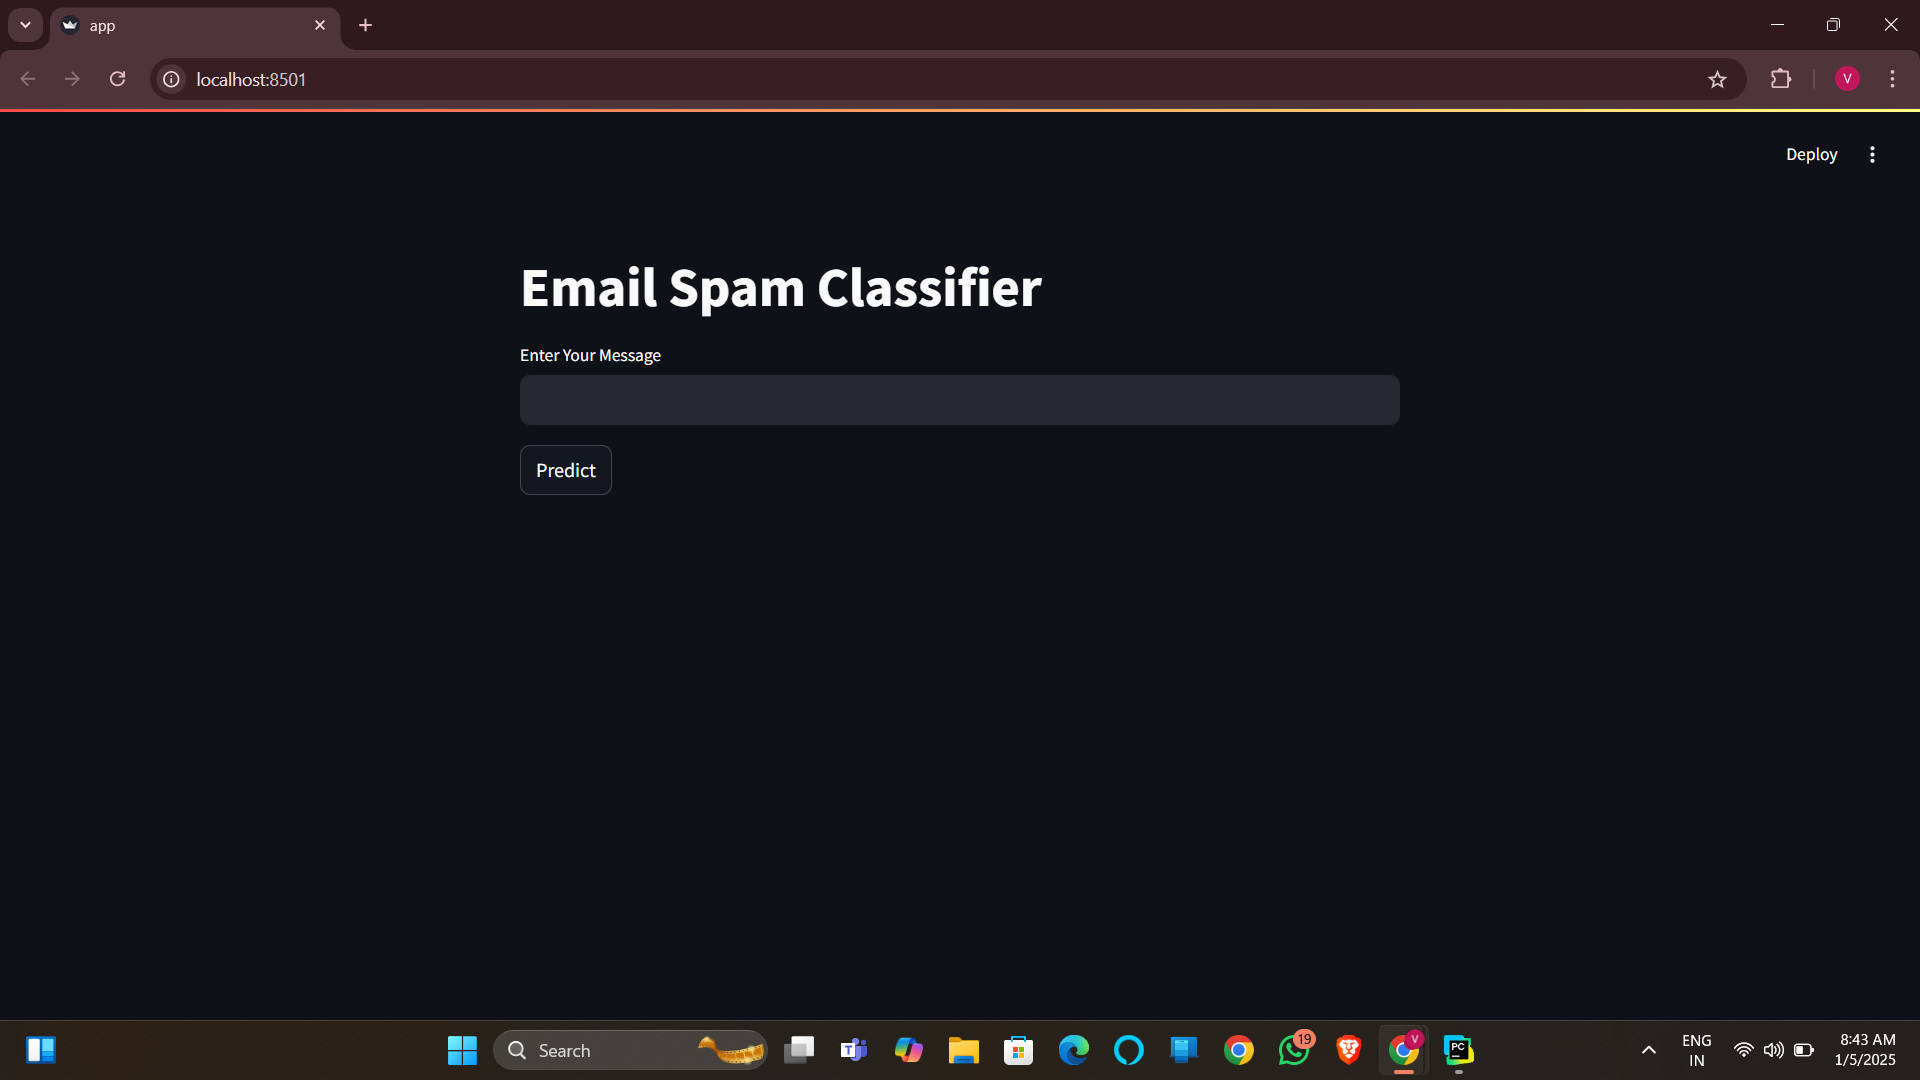 app
localhost:8501
V
Deploy
Email Spam Classifier
Enter Your Message
Predict
Search
T
19
V
PC
ENG
IN
8:43 AM
1/5/2025